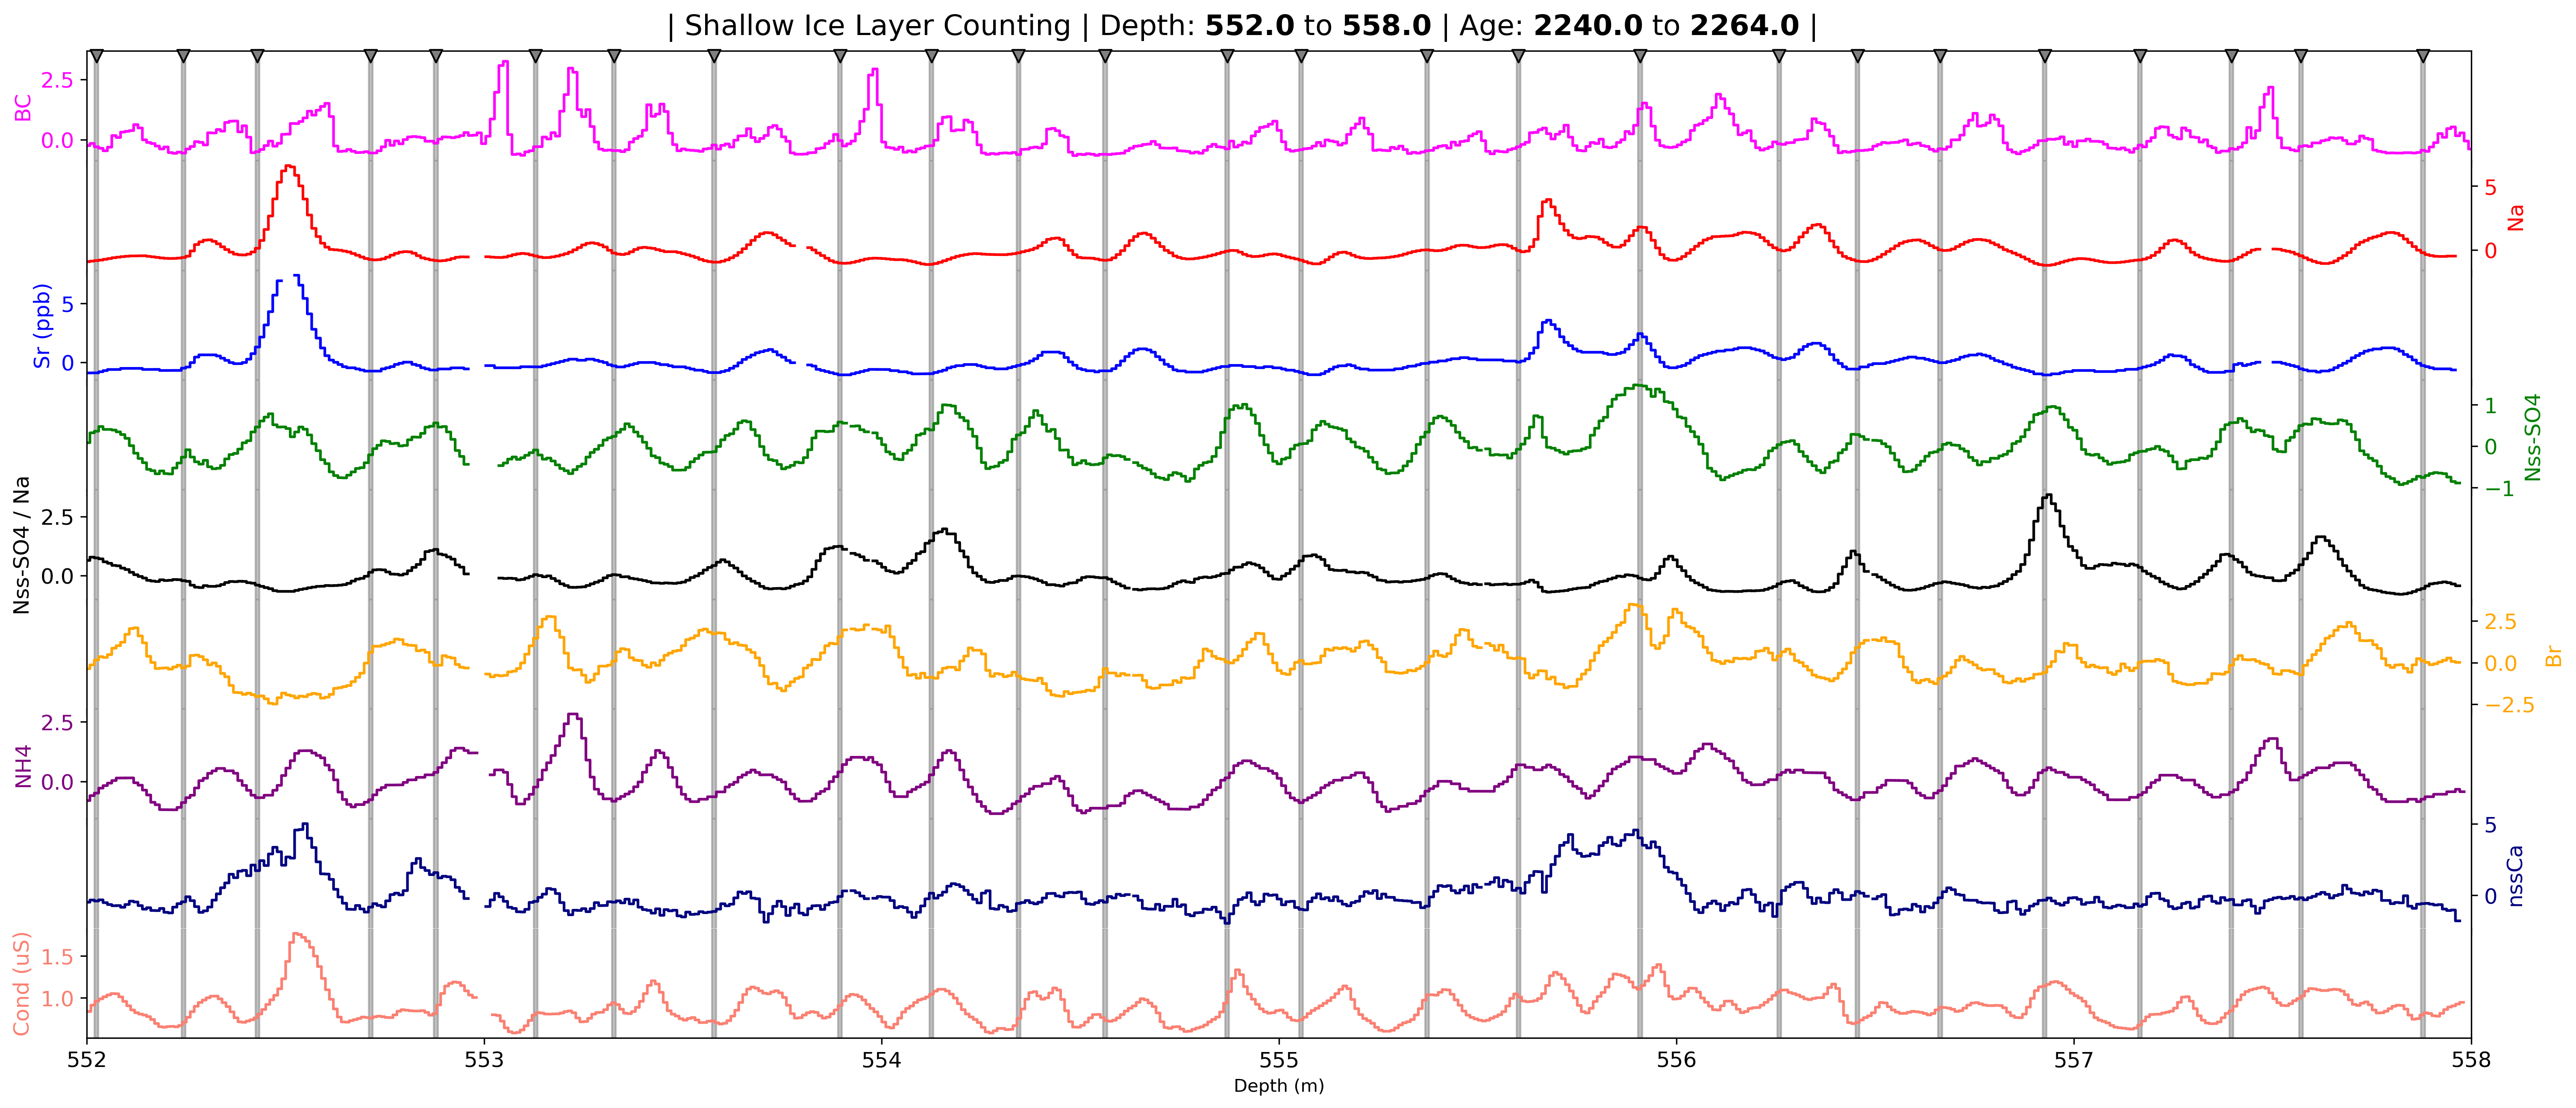 | Shallow Ice Layer Counting | Depth: 552.0 to 558.0 | Age: 2240.0 to 2264.0 |
BC
2.5
0.0
5
0
Na
Sr (ppb)
5
0
1
0
−1
Nss-SO4
Nss-SO4 / Na
2.5
0.0
2.5
0.0
−2.5
Br
NH4
2.5
0.0
5
0
nssCa
Cond (uS)
1.5
1.0
552 553 554 555 556 557 558
Depth (m)